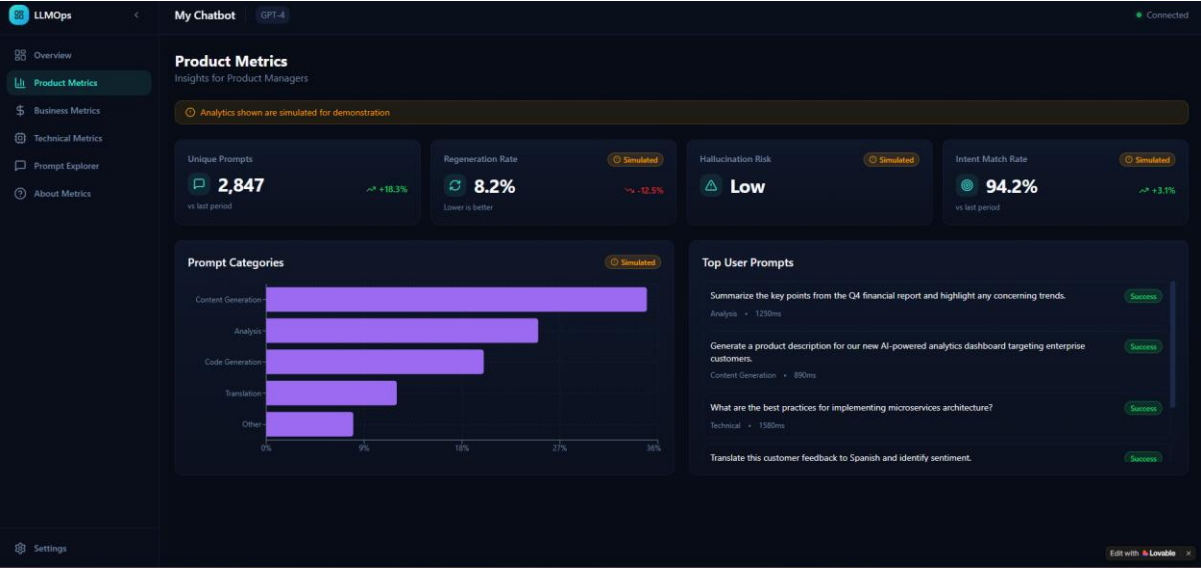 LLMOps
My Chatbot
GPT-4
Connected
Overview
Product Metrics
Business Metrics
Technical Metrics
Prompt Explorer
About Metrics
Settings
Product Metrics
Insights for Product Managers
Analytics shown are simulated for demonstration
Unique Prompts
2,847
+18.3%
vs last period
Regeneration Rate
Simulated
8.2%
-12.5%
Lower is better
Hallucination Risk
Simulated
Low
Intent Match Rate
Simulated
94.2%
+3.1%
vs last period
Prompt Categories
Simulated
Content Generation
Analysis
Code Generation
Translation
Other
0% 9% 18% 27% 36%
Top User Prompts
Summarize the key points from the Q4 financial report and highlight any concerning trends.
Success
Analysis • 1250ms
Generate a product description for our new AI-powered analytics dashboard targeting enterprise
customers.
Success
Content Generation • 890ms
What are the best practices for implementing microservices architecture?
Success
Technical • 1580ms
Translate this customer feedback to Spanish and identify sentiment.
Success
Edit with Lovable ×